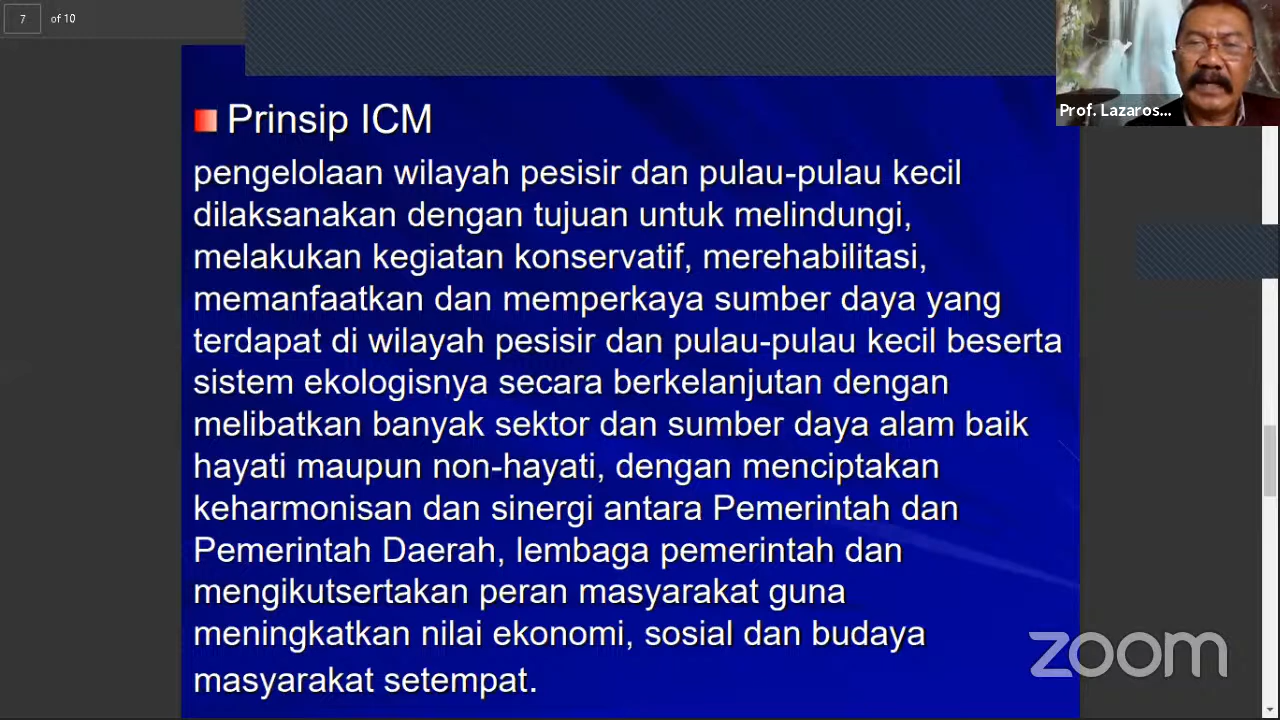 7 of 10
Prof. Lazaros...
Prinsip ICM
pengelolaan wilayah pesisir dan pulau-pulau kecil
dilaksanakan dengan tujuan untuk melindungi,
melakukan kegiatan konservatif, merehabilitasi,
memanfaatkan dan memperkaya sumber daya yang
terdapat di wilayah pesisir dan pulau-pulau kecil beserta
sistem ekologisnya secara berkelanjutan dengan
melibatkan banyak sektor dan sumber daya alam baik
hayati maupun non-hayati, dengan menciptakan
keharmonisan dan sinergi antara Pemerintah dan
Pemerintah Daerah, lembaga pemerintah dan
mengikutsertakan peran masyarakat guna
meningkatkan nilai ekonomi, sosial dan budaya
masyarakat setempat.
zoom